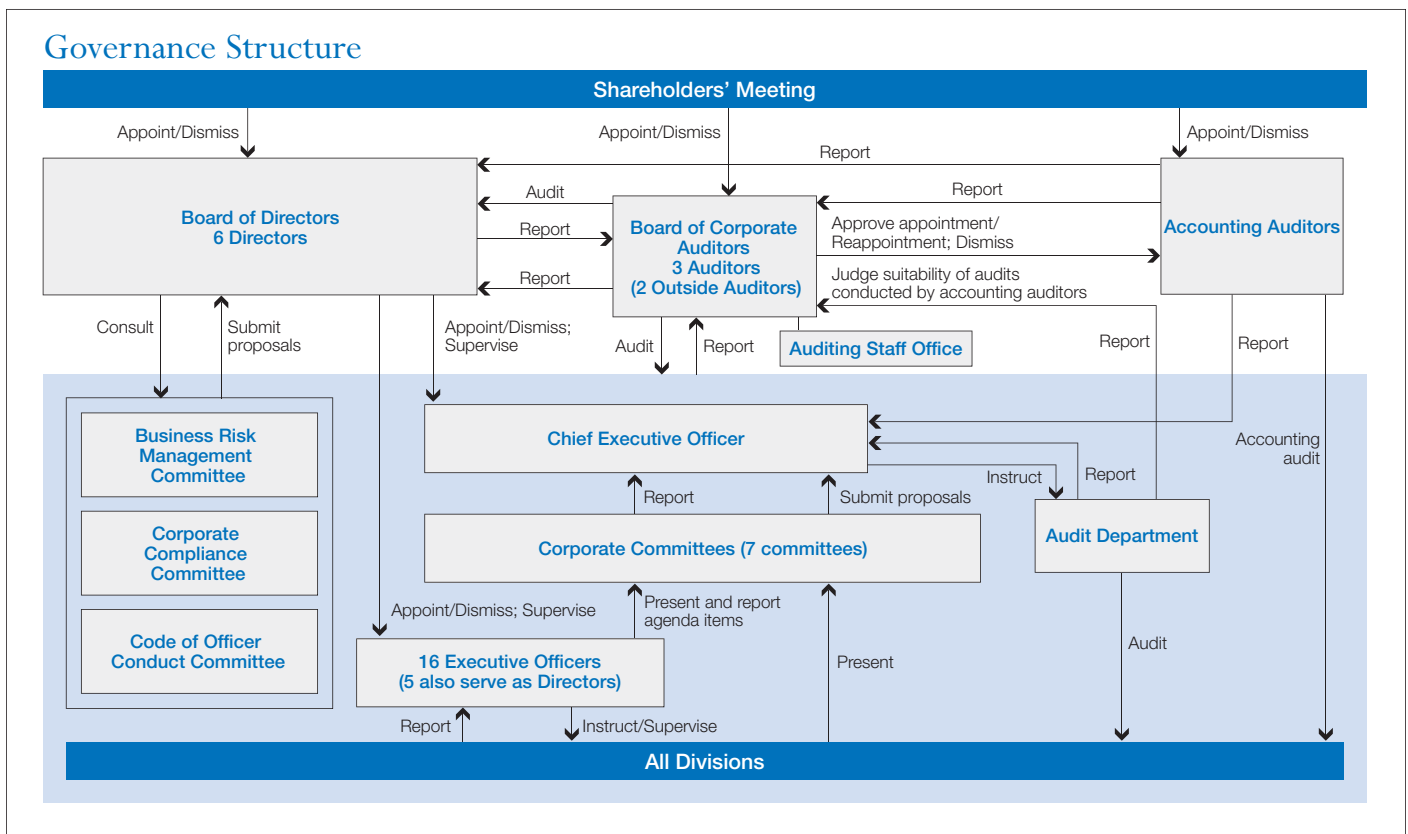 Governance Structure
Shareholders' Meeting
Appoint/Dismiss
Appoint/Dismiss
Appoint/Dismiss
Report
Board of Directors
6 Directors
Audit
Report
Report
Board of Corporate
Auditors
3 Auditors
(2 Outside Auditors)
Report
Approve appointment/
Reappointment; Dismiss
Judge suitability of audits
conducted by accounting auditors
Accounting Auditors
Consult
Submit
proposals
Appoint/Dismiss;
Supervise
Audit
Report
Auditing Staff Office
Report
Report
Business Risk
Management
Committee
Corporate
Compliance
Committee
Code of Officer
Conduct Committee
Chief Executive Officer
Accounting
audit
Instruct
Report
Report
Submit proposals
Corporate Committees (7 committees)
Audit Department
Appoint/Dismiss; Supervise
Present and report
agenda items
16 Executive Officers
(5 also serve as Directors)
Present
Audit
Report
Instruct/Supervise
All Divisions